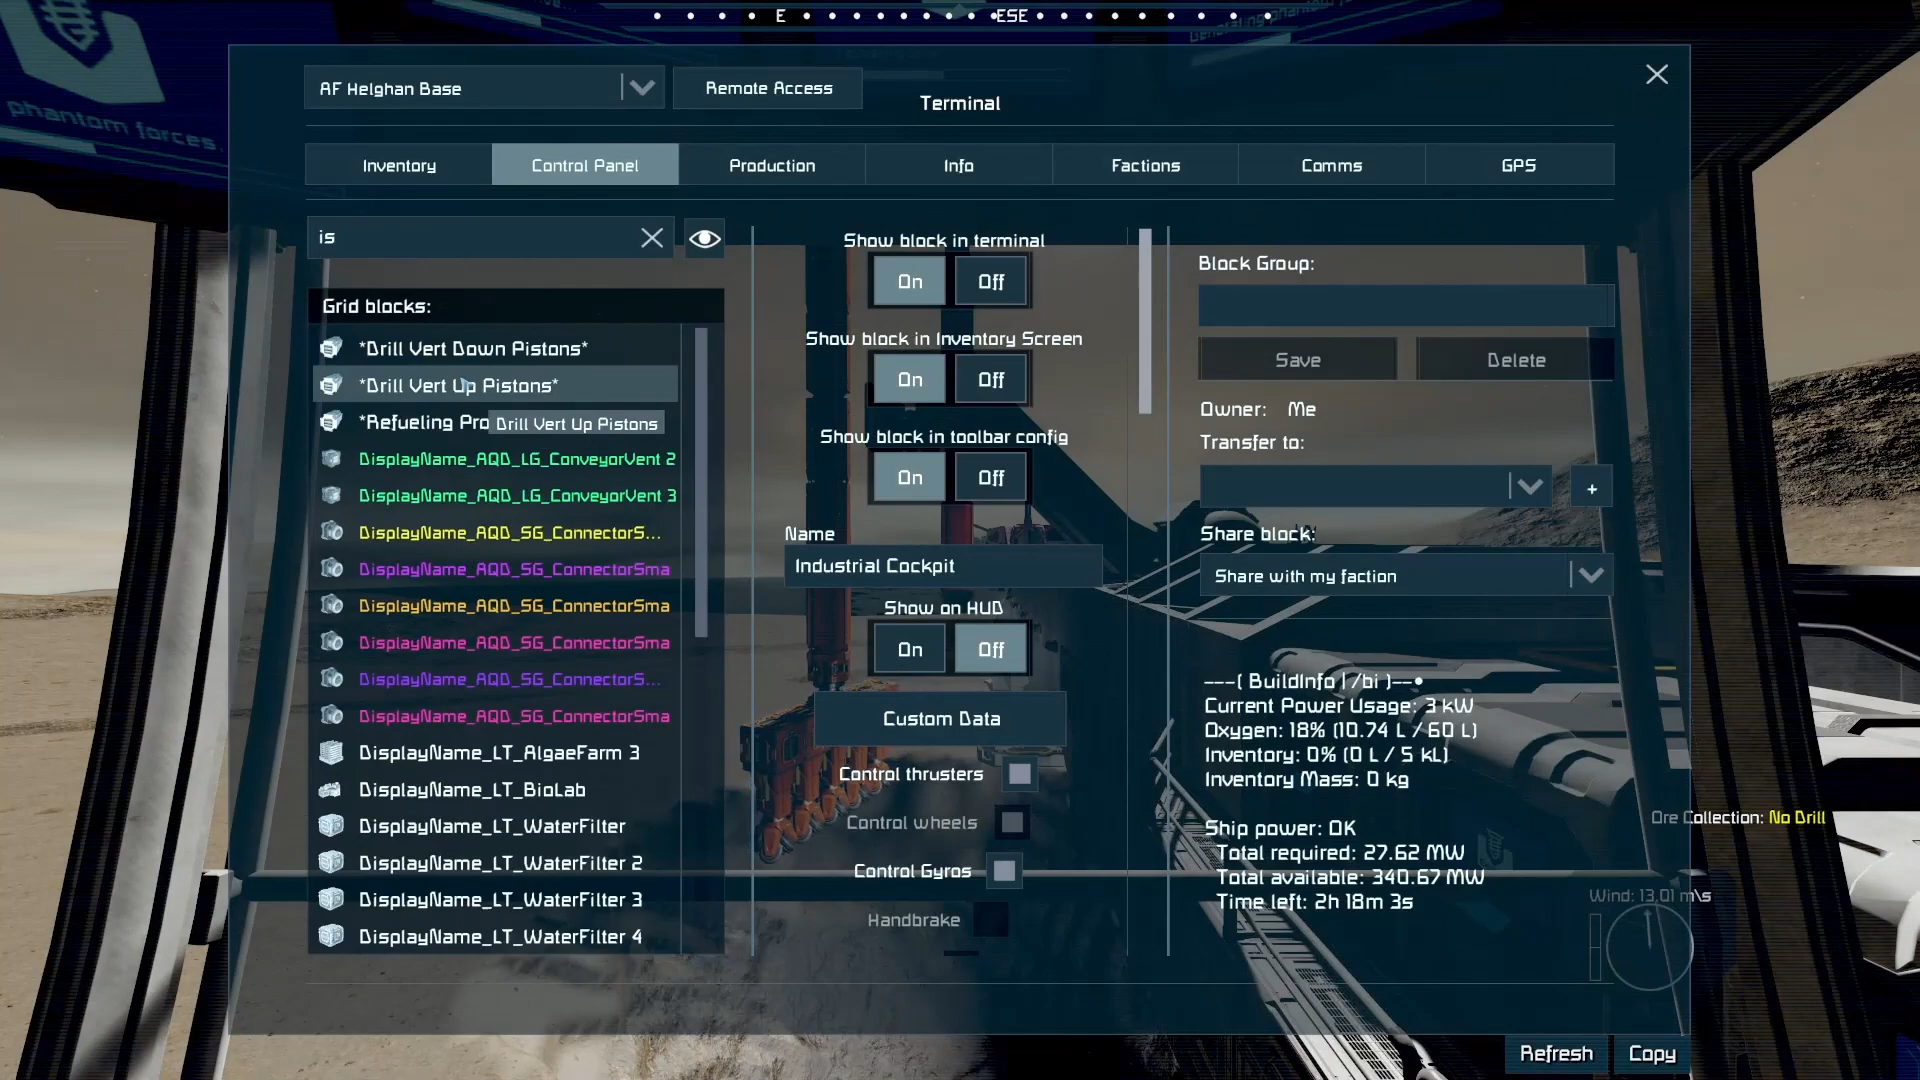 E
ESE
phantom forces.
AF Helghan Base
Remote Access
Terminal
Inventory
Control Panel
Production
Info
Factions
Comms
GPS
is
Grid blocks:
*Drill Vert Down Pistons*
*Drill Vert Up Pistons*
*Refueling Pro
Drill Vert Up Pistons
DisplayName_AQD_LG_ConveyorVent 2
DisplayName_AQD_LG_ConveyorVent 3
DisplayName_AQD_SG_ConnectorS...
DisplayName_AQD_SG_ConnectorSma
DisplayName_AQD_SG_ConnectorSma
DisplayName_AQD_SG_ConnectorSma
DisplayName_AQD_SG_ConnectorS...
DisplayName_AQD_SG_ConnectorSma
DisplayName_LT_AlgaeFarm 3
DisplayName_LT_BioLab
DisplayName_LT_WaterFilter
DisplayName_LT_WaterFilter 2
DisplayName_LT_WaterFilter 3
DisplayName_LT_WaterFilter 4
Show block in terminal
On
Off
Show block in Inventory Screen
On
Off
Show block in toolbar config
On
Off
Name
Industrial Cockpit
Show on HUD
On
Off
Custom Data
Control thrusters
Control wheels
Control Gyros
Handbrake
Block Group:
Save
Delete
Owner: Me
Transfer to:
+
Share block:
Share with my faction
---( BuildInfo | /bi )--•
Current Power Usage: 3 kW
Oxygen: 18% (10.74 L / 60 L)
Inventory: 0% (0 L / 5 kL)
Inventory Mass: 0 kg
Ship power: OK
Total required: 27.62 MW
Total available: 340.67 MW
Time left: 2h 18m 3s
Ore Collection: No Drill
Wind: 13.01 m/s
Refresh
Copy